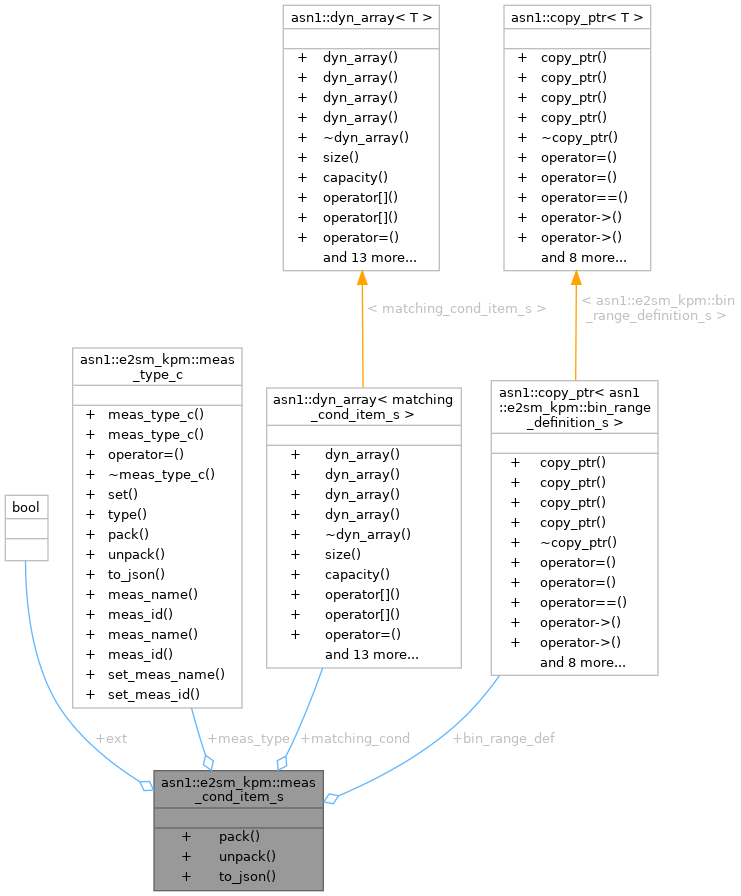 asn1::dyn_array< T >
+ dyn_array()
+ dyn_array()
+ dyn_array()
+ dyn_array()
+ ~dyn_array()
+ size()
+ capacity()
+ operator[]()
+ operator[]()
+ operator=()
and 13 more...
asn1::copy_ptr< T >
+ copy_ptr()
+ copy_ptr()
+ copy_ptr()
+ copy_ptr()
+ ~copy_ptr()
+ operator=()
+ operator=()
+ operator==()
+ operator->()
+ operator->()
and 8 more...
< matching_cond_item_s >
< asn1::e2sm_kpm::bin
_range_definition_s >
asn1::e2sm_kpm::meas
_type_c
+ meas_type_c()
+ meas_type_c()
+ operator=()
+ ~meas_type_c()
+ set()
+ type()
+ pack()
+ unpack()
+ to_json()
+ meas_name()
+ meas_id()
+ meas_name()
+ meas_id()
+ set_meas_name()
+ set_meas_id()
asn1::dyn_array< matching
_cond_item_s >
+ dyn_array()
+ dyn_array()
+ dyn_array()
+ dyn_array()
+ ~dyn_array()
+ size()
+ capacity()
+ operator[]()
+ operator[]()
+ operator=()
and 13 more...
asn1::copy_ptr< asn1
::e2sm_kpm::bin_range
_definition_s >
+ copy_ptr()
+ copy_ptr()
+ copy_ptr()
+ copy_ptr()
+ ~copy_ptr()
+ operator=()
+ operator=()
+ operator==()
+ operator->()
+ operator->()
and 8 more...
bool
+ext
+meas_type
+matching_cond
+bin_range_def
asn1::e2sm_kpm::meas
_cond_item_s
+ pack()
+ unpack()
+ to_json()